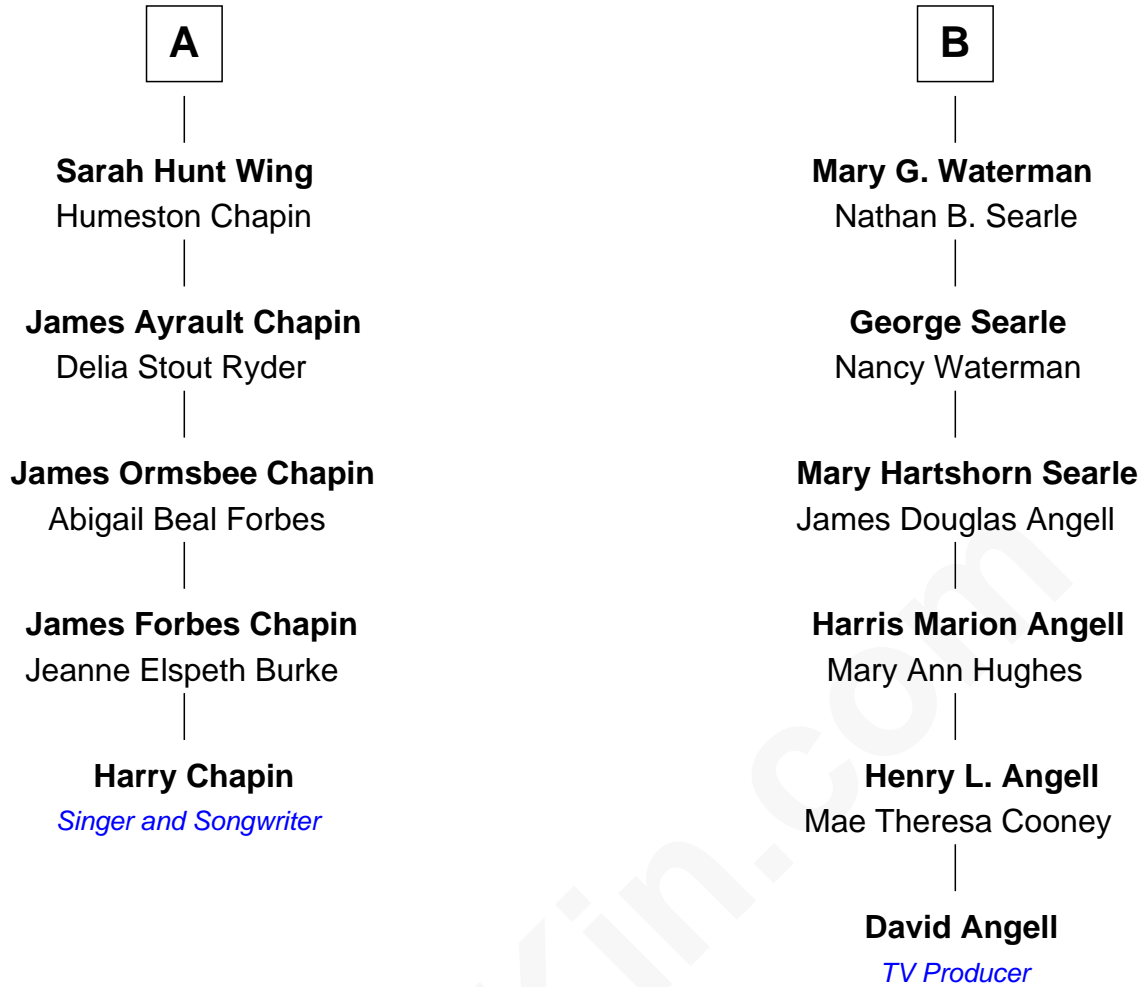 A
Sarah Hunt Wing
Humeston Chapin
James Ayrault Chapin
Delia Stout Ryder
James Ormsbee Chapin
Abigail Beal Forbes
James Forbes Chapin
Jeanne Elspeth Burke
Harry Chapin
Singer and Songwriter
B
Mary G. Waterman
Nathan B. Searle
George Searle
Nancy Waterman
Mary Hartshorn Searle
James Douglas Angell
Harris Marion Angell
Mary Ann Hughes
Henry L. Angell
Mae Theresa Cooney
David Angell
TV Producer
Kin.com